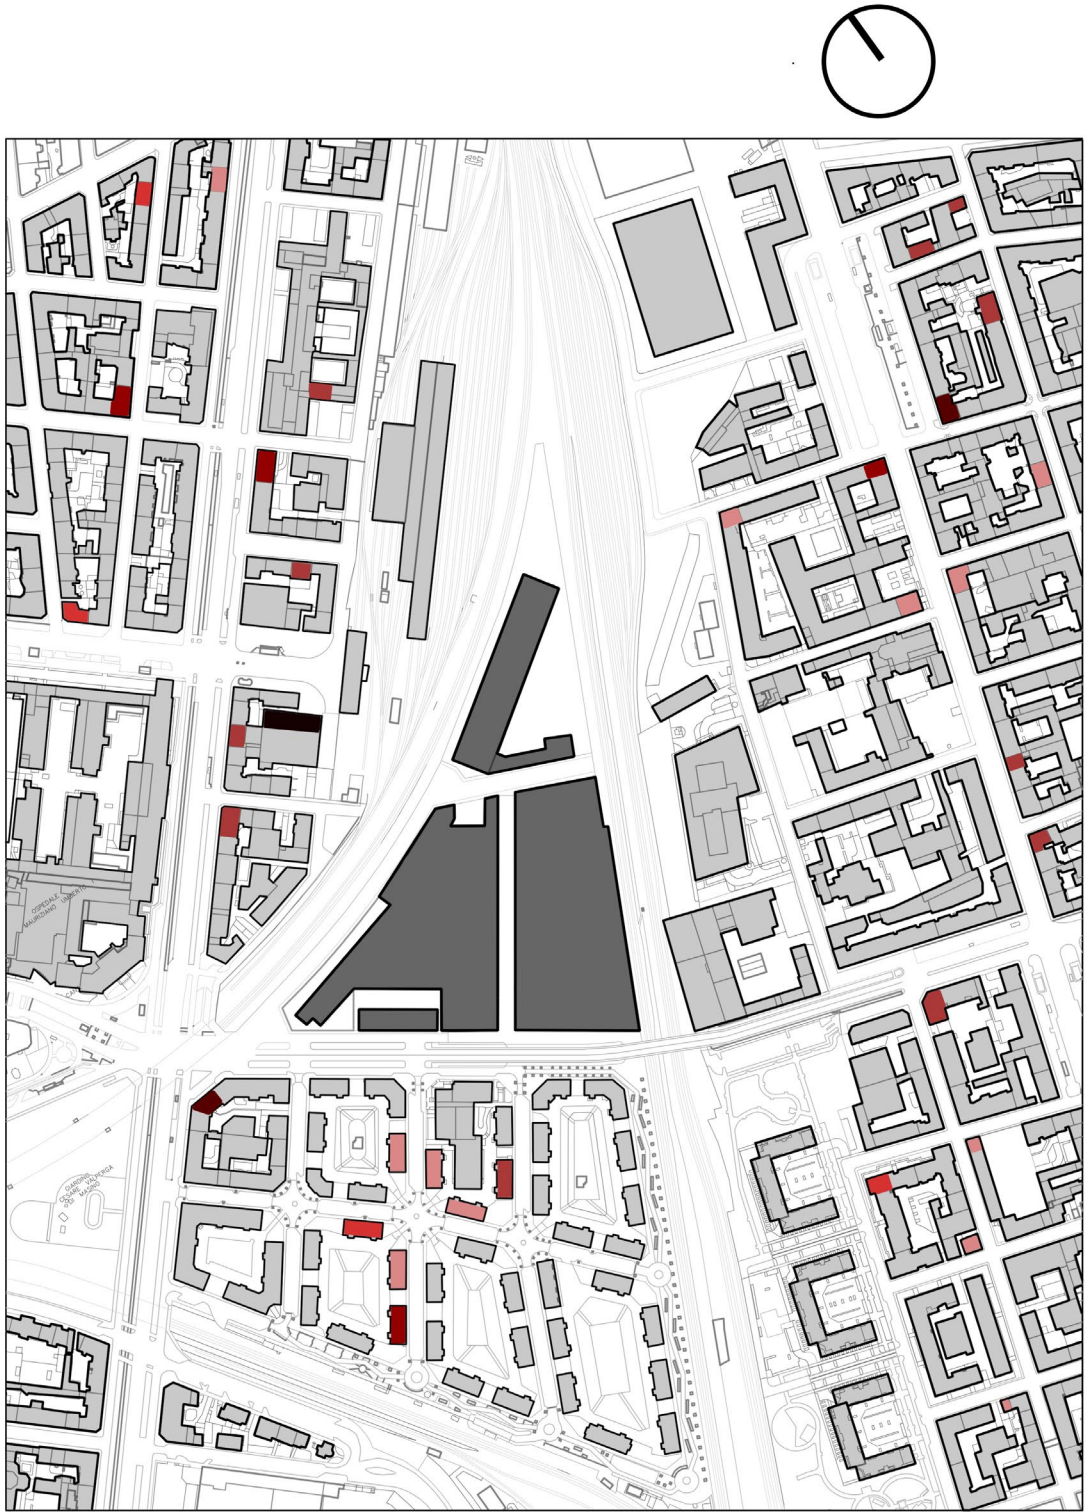 OSPEDALE
MAURIZIANO UMBERTO
GIARDINO
CESARE VALPERGA
DI MASINO